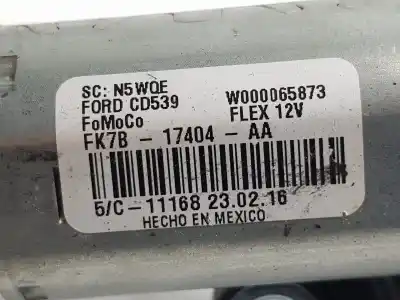 SC: N5WQE
FORD CD539 W000065873
FoMoCo FLEX 12V
FK7B - 17404 - AA
5/C-11168 23.02.16
HECHO EN MEXICO